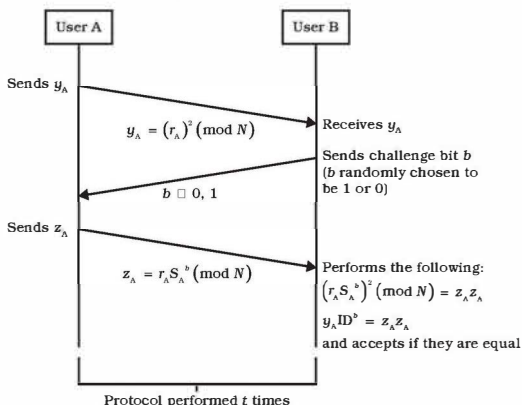 User A
User B
Sends y_A
y_A = (r_A)² (mod N)
Receives y_A
Sends challenge bit b
(b randomly chosen to
be 1 or 0)
b □ 0, 1
Sends z_A
z_A = r_A S_A^b (mod N)
Performs the following:
(r_A S_A^b)² (mod N) = z_A z_A
y_A ID^b = z_A z_A
and accepts if they are equal
Protocol performed t times